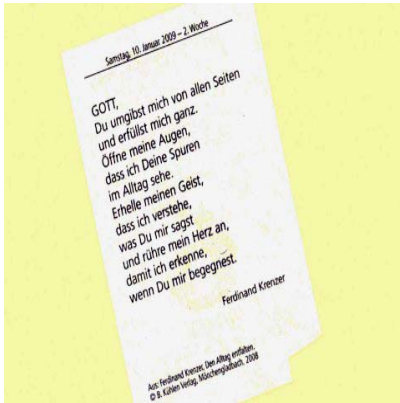 Samstag, 10. Januar 2009 – 2. Woche
GOTT,
Du umgibst mich von allen Seiten
und erfüllst mich ganz.
Öffne meine Augen,
dass ich Deine Spuren
im Alltag sehe.
Erhelle meinen Geist,
dass ich verstehe,
was Du mir sagst
und rühre mein Herz an,
damit ich erkenne,
wenn Du mir begegnest.
Ferdinand Krenzer
Aus: Ferdinand Krenzer, Den Alltag entfalten.
© B. Kühlen Verlag, Mönchengladbach, 2008